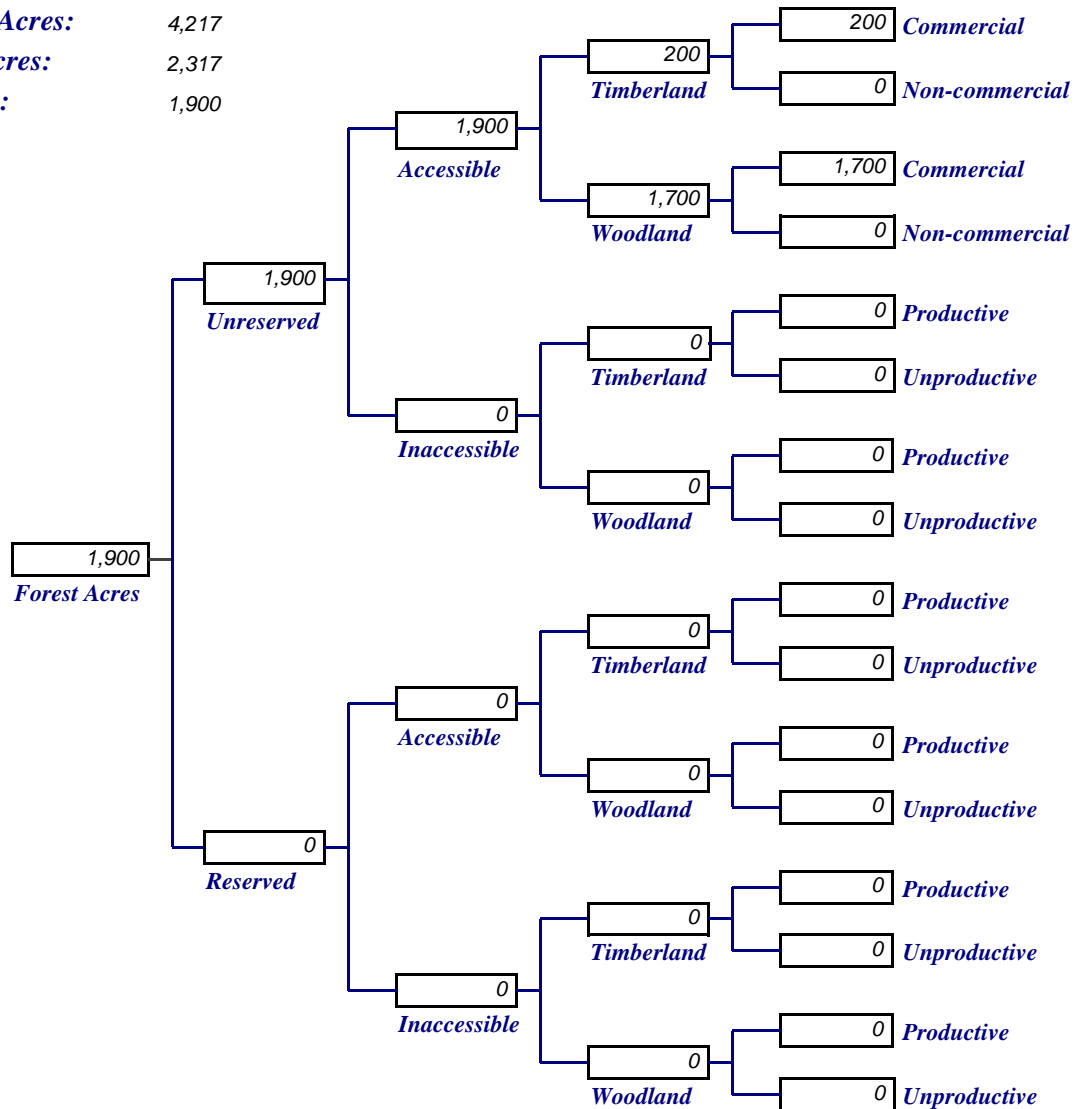 Acres: 4,217
cres: 2,317
: 1,900
200 Commercial
200
Timberland
0 Non-commercial
1,900
Accessible
1,700 Commercial
1,700
Woodland
0 Non-commercial
1,900
Unreserved
0 Productive
0
Timberland
0 Unproductive
0
Inaccessible
0 Productive
0
Woodland
0 Unproductive
1,900
Forest Acres
0 Productive
0
Timberland
0 Unproductive
0
Accessible
0 Productive
0
Woodland
0 Unproductive
0
Reserved
0 Productive
0
Timberland
0 Unproductive
0
Inaccessible
0 Productive
0
Woodland
0 Unproductive